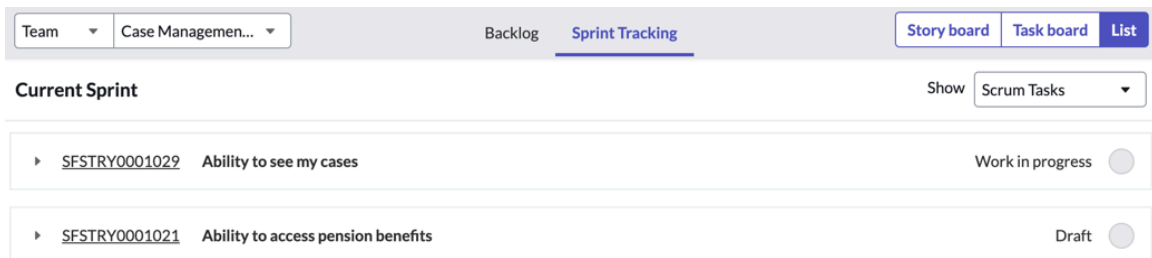 Team Case Managemen... Backlog Sprint Tracking Story board Task board List
Current Sprint Show Scrum Tasks
SFSTRY0001029 Ability to see my cases Work in progress
SFSTRY0001021 Ability to access pension benefits Draft